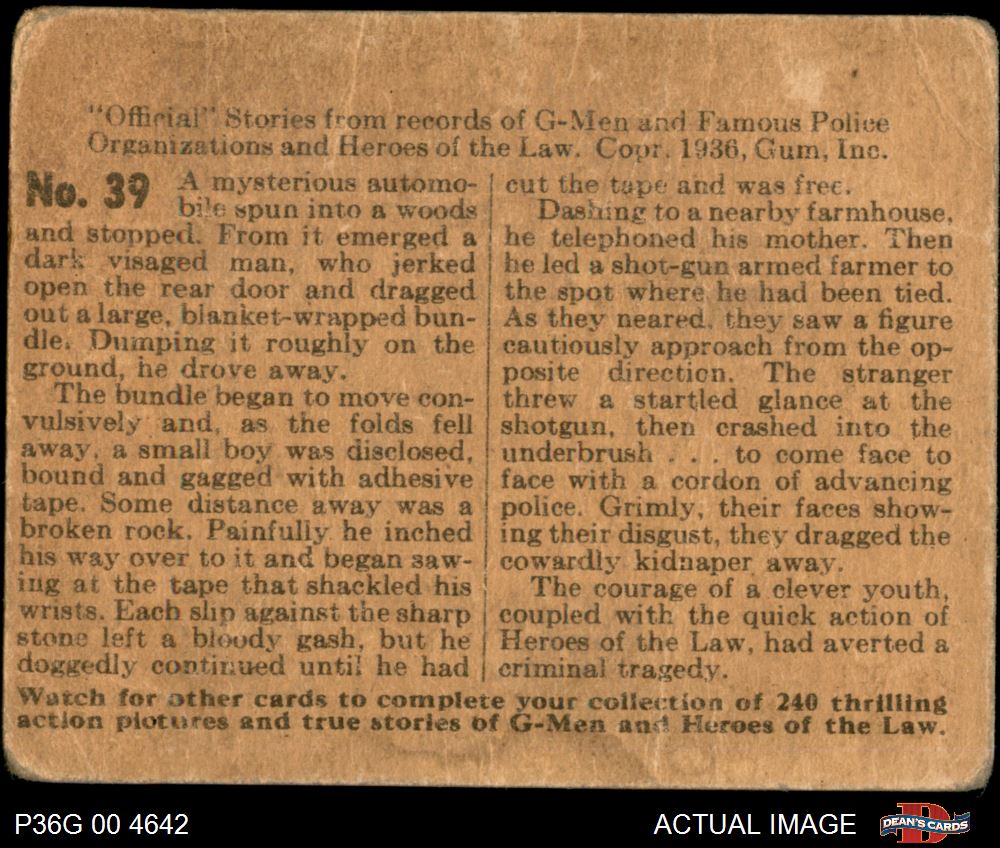 "Official" Stories from records of G-Men and Famous Police
Organizations and Heroes of the Law. Copr. 1936, Gum, Inc.
No. 39 A mysterious automo-
bile spun into a woods
and stopped. From it emerged a
dark visaged man, who jerked
open the rear door and dragged
out a large, blanket-wrapped bun-
dle. Dumping it roughly on the
ground, he drove away.
The bundle began to move con-
vulsively and, as the folds fell
away, a small boy was disclosed,
bound and gagged with adhesive
tape. Some distance away was a
broken rock. Painfully he inched
his way over to it and began saw-
ing at the tape that shackled his
wrists. Each slip against the sharp
stone left a bloody gash, but he
doggedly continued until he had
cut the tape and was free.
Dashing to a nearby farmhouse,
he telephoned his mother. Then
he led a shot-gun armed farmer to
the spot where he had been tied.
As they neared, they saw a figure
cautiously approach from the op-
posite direction. The stranger
threw a startled glance at the
shotgun, then crashed into the
underbrush . . . to come face to
face with a cordon of advancing
police. Grimly, their faces show-
ing their disgust, they dragged the
cowardly kidnaper away.
The courage of a clever youth,
coupled with the quick action of
Heroes of the Law, had averted a
criminal tragedy.
Watch for other cards to complete your collection of 240 thrilling
action pictures and true stories of G-Men and Heroes of the Law.
P36G 00 4642
ACTUAL IMAGE
D
DEAN'S CARDS